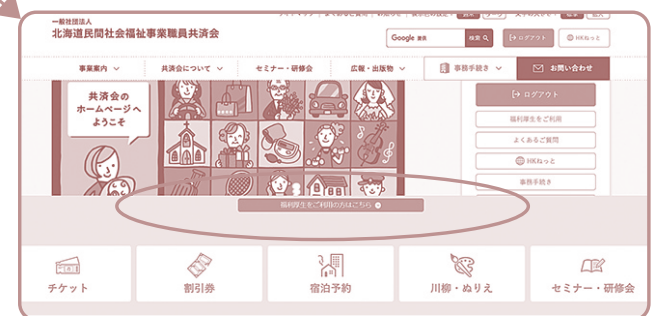 一般社団法人
北海道民間社会福祉事業職員共済会
Google 提供
検索
ログアウト
HKねっと
事業案内
共済会について
セミナー・研修会
広報・出版物
事務手続き
お問い合わせ
共済会の
ホームページへ
ようこそ
ログアウト
福利厚生をご利用
よくあるご質問
HKねっと
事務手続き
福利厚生をご利用の方はこちら
チケット
割引券
宿泊予約
川柳・ぬりえ
セミナー・研修会